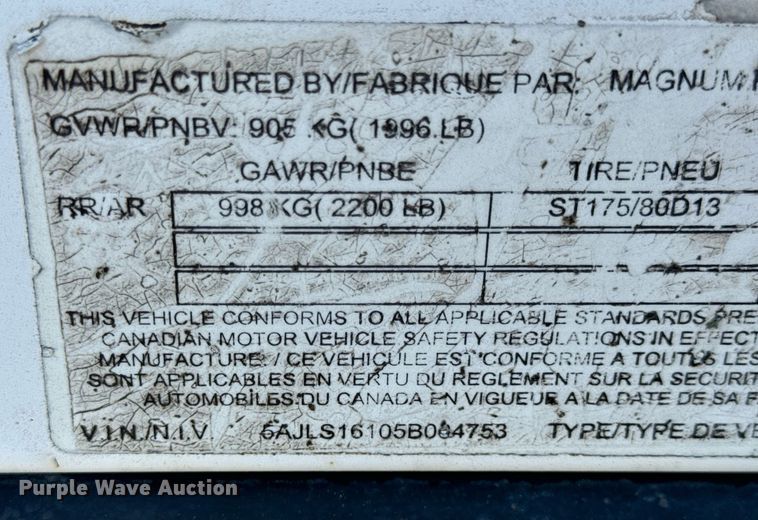 MANUFACTURED BY/FABRIQUE PAR: MAGNUM
GVWR/PNBV: 905 KG( 1996 LB)
GAWR/PNBE TIRE/PNEU
RR/AR 998 KG( 2200 LB) ST175/80D13
THIS VEHICLE CONFORMS TO ALL APPLICABLE STANDARDS PRE
CANADIAN MOTOR VEHICLE SAFETY REGULATIONS IN EFFECT
MANUFACTURE. / CE VEHICULE EST CONFORME A TOUTES LES
SONT APPLICABLES EN VERTU DU REGLEMENT SUR LA SECURIT
AUTOMOBILES DU CANADA EN VIGUEUR A LA DATE DE SA F
V.I.N./N.I.V. 5AJLS16105B004753 TYPE/TYPE DE VE
Purple Wave Auction